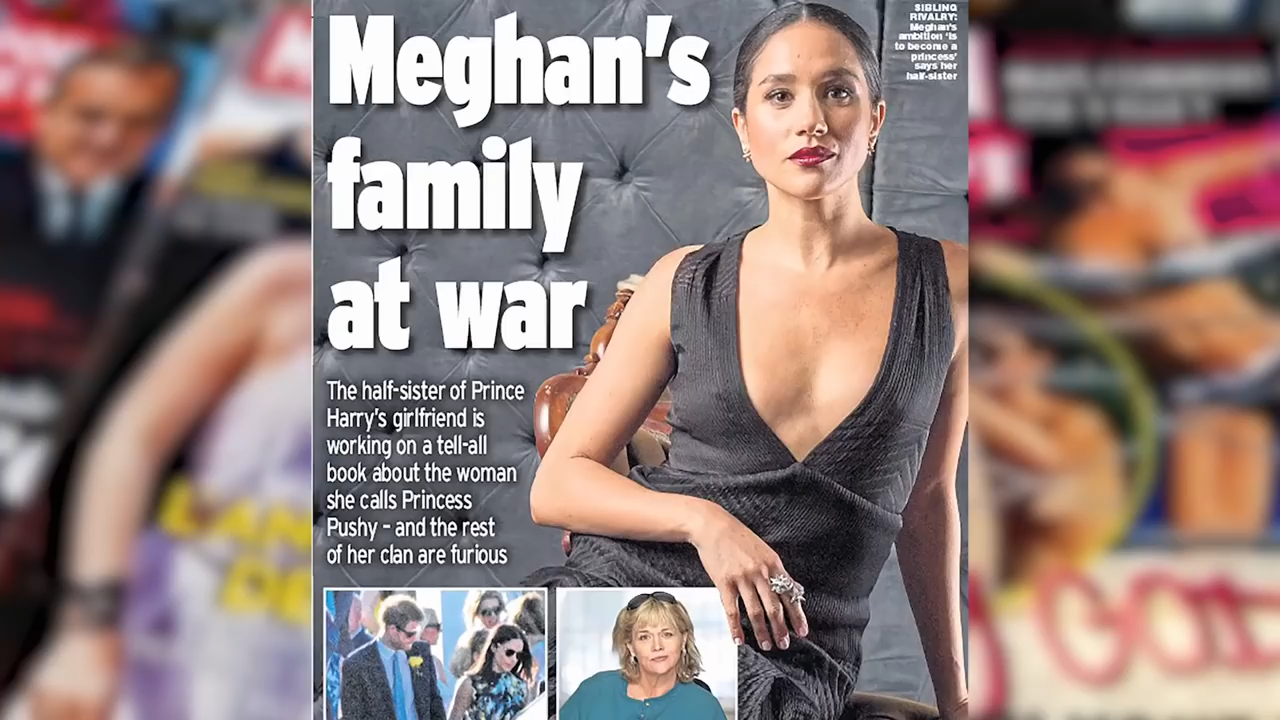 Meghan's
family
at war
The half-sister of Prince
Harry's girlfriend is
working on a tell-all
book about the woman
she calls Princess
Pushy - and the rest
of her clan are furious
SIBLING
RIVALRY:
Meghan's
ambition 'is
to become a
princess'
says her
half-sister